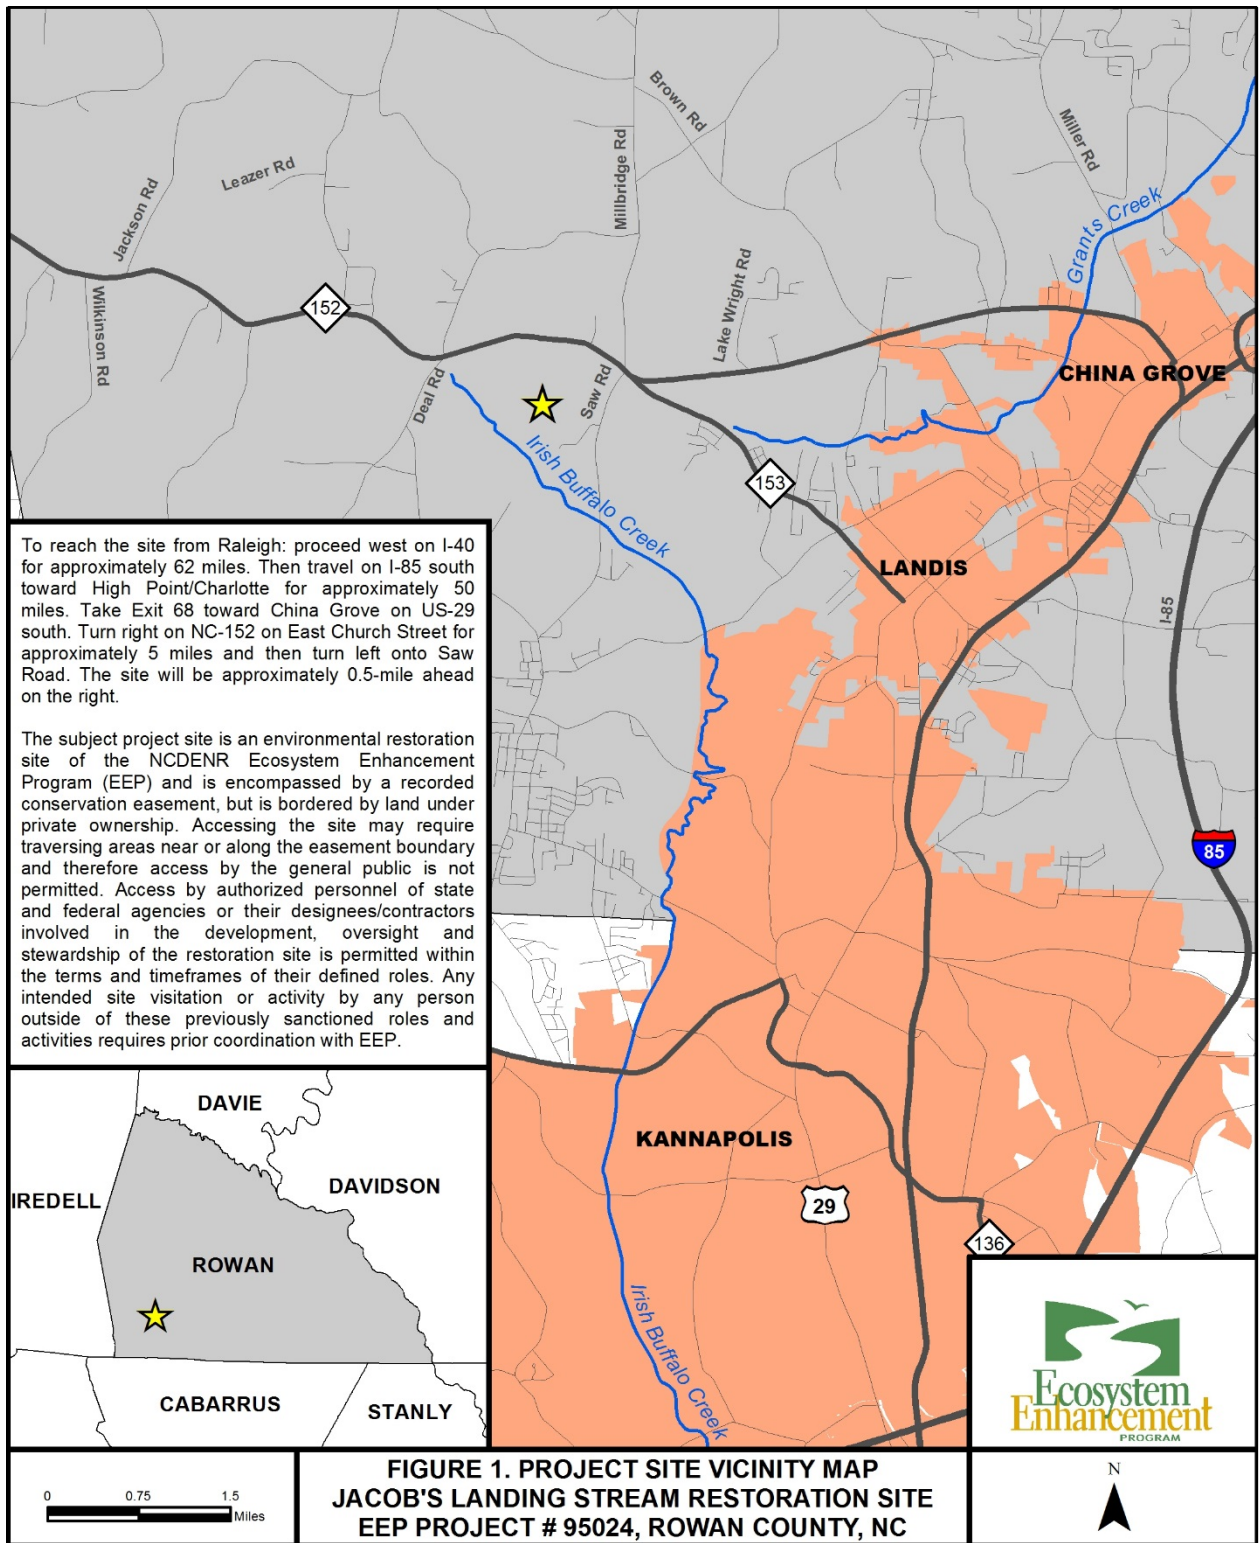 Brown Rd
Miller Rd
Millbridge Rd
Leazer Rd
Jackson Rd
Grants Creek
Wilkinson Rd
152
Lake Wright Rd
CHINA GROVE
Deal Rd
Saw Rd
Irish Buffalo Creek
153
LANDIS
I-85
85
To reach the site from Raleigh: proceed west on I-40
for approximately 62 miles. Then travel on I-85 south
toward High Point/Charlotte for approximately 50
miles. Take Exit 68 toward China Grove on US-29
south. Turn right on NC-152 on East Church Street for
approximately 5 miles and then turn left onto Saw
Road. The site will be approximately 0.5-mile ahead
on the right.
The subject project site is an environmental restoration
site of the NCDENR Ecosystem Enhancement
Program (EEP) and is encompassed by a recorded
conservation easement, but is bordered by land under
private ownership. Accessing the site may require
traversing areas near or along the easement boundary
and therefore access by the general public is not
permitted. Access by authorized personnel of state
and federal agencies or their designees/contractors
involved in the development, oversight and
stewardship of the restoration site is permitted within
the terms and timeframes of their defined roles. Any
intended site visitation or activity by any person
outside of these previously sanctioned roles and
activities requires prior coordination with EEP.
KANNAPOLIS
29
136
Irish Buffalo Creek
DAVIE
IREDELL
DAVIDSON
ROWAN
CABARRUS
STANLY
Ecosystem
Enhancement
PROGRAM
0 0.75 1.5
Miles
FIGURE 1. PROJECT SITE VICINITY MAP
JACOB'S LANDING STREAM RESTORATION SITE
EEP PROJECT # 95024, ROWAN COUNTY, NC
N